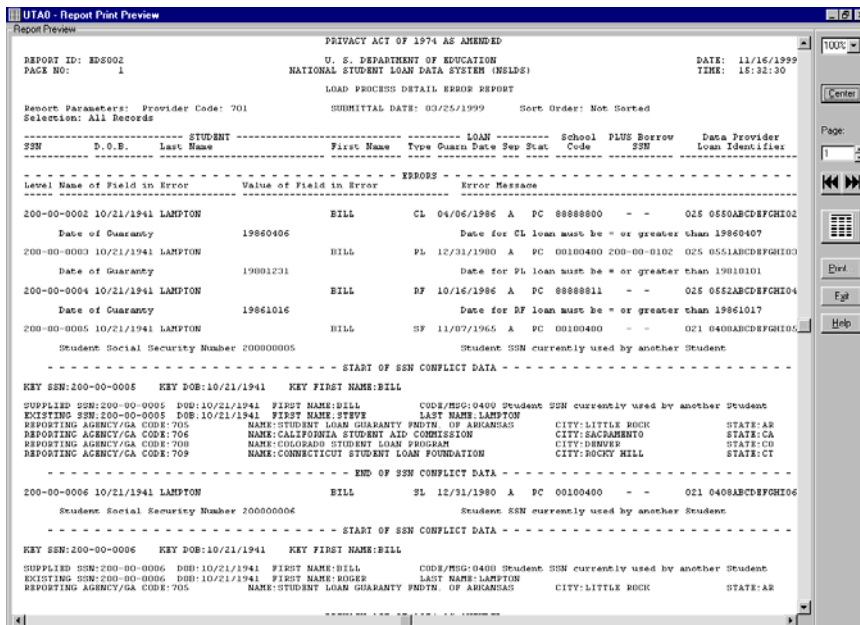 UTA0 - Report Print Preview
Report Preview
PRIVACY ACT OF 1974 AS AMENDED
REPORT ID: EDS002 U. S. DEPARTMENT OF EDUCATION DATE: 11/16/1999
PAGE NO: 1 NATIONAL STUDENT LOAN DATA SYSTEM (NSLDS) TIME: 15:32:30
LOAD PROCESS DETAIL ERROR REPORT
Report Parameters: Provider Code: 701 SUBMITTAL DATE: 03/25/1999 Sort Order: Not Sorted
Selection: All Records
STUDENT LOAN School PLUS Borrow Data Provider
SSN D.O.B. Last Name First Name Type Guarn Date Sep Stat Code SSN Loan Identifier
ERRORS
Level Name of Field in Error Value of Field in Error Error Message
200-00-0002 10/21/1941 LAMPTON BILL CL 04/06/1986 A PC 88888800 - - 025 0550ABCDEFGHI02
Date of Guaranty 19860406 Date for CL loan must be = or greater than 19860407
200-00-0003 10/21/1941 LAMPTON BILL PL 12/31/1980 A PC 00100400 200-00-0102 025 0551ABCDEFGHI03
Date of Guaranty 19801231 Date for PL loan must be = or greater than 19810101
200-00-0004 10/21/1941 LAMPTON BILL RF 10/16/1986 A PC 88888811 - - 025 0552ABCDEFGHI04
Date of Guaranty 19861016 Date for RF loan must be = or greater than 19861017
200-00-0005 10/21/1941 LAMPTON BILL SF 11/07/1965 A PC 00100400 - - 021 0400ABCDEFGHI05
Student Social Security Number 200000005 Student SSN currently used by another Student
START OF SSN CONFLICT DATA
KEY SSN:200-00-0005 KEY DOB:10/21/1941 KEY FIRST NAME:BILL
SUPPLIED SSN:200-00-0005 DOB:10/21/1941 FIRST NAME:BILL CODE/MSG:0400 Student SSN currently used by another Student
EXISTING SSN:200-00-0005 DOB:10/21/1941 FIRST NAME:STEVE LAST NAME:LAMPTON
REPORTING AGENCY/GA CODE:705 NAME:STUDENT LOAN GUARANTY FNDTN. OF ARKANSAS CITY:LITTLE ROCK STATE:AR
REPORTING AGENCY/GA CODE:706 NAME:CALIFORNIA STUDENT AID COMMISSION CITY:SACRAMENTO STATE:CA
REPORTING AGENCY/GA CODE:708 NAME:COLORADO STUDENT LOAN PROGRAM CITY:DENVER STATE:CO
REPORTING AGENCY/GA CODE:709 NAME:CONNECTICUT STUDENT LOAN FOUNDATION CITY:ROCKY HILL STATE:CT
END OF SSN CONFLICT DATA
200-00-0006 10/21/1941 LAMPTON BILL SL 12/31/1980 A PC 00100400 - - 021 0408ABCDEFGHI06
Student Social Security Number 200000006 Student SSN currently used by another Student
START OF SSN CONFLICT DATA
KEY SSN:200-00-0006 KEY DOB:10/21/1941 KEY FIRST NAME:BILL
SUPPLIED SSN:200-00-0006 DOB:10/21/1941 FIRST NAME:BILL CODE/MSG:0400 Student SSN currently used by another Student
EXISTING SSN:200-00-0006 DOB:10/21/1941 FIRST NAME:ROGER LAST NAME:LAMPTON
REPORTING AGENCY/GA CODE:705 NAME:STUDENT LOAN GUARANTY FNDTN. OF ARKANSAS CITY:LITTLE ROCK STATE:AR
100%
Center
Page:
1
Print
Exit
Help